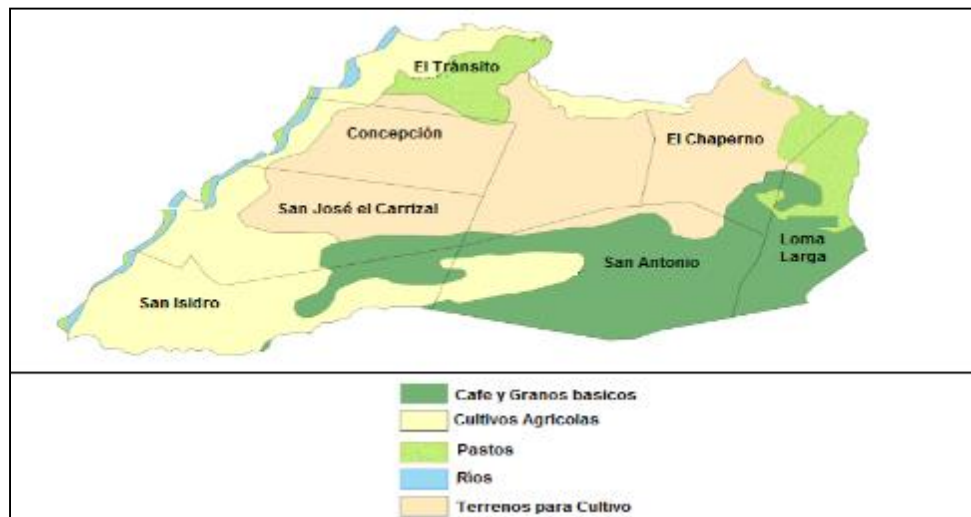 El Tránsito
Concepción
El Chaperno
San José el Carrizal
San Antonio
Loma
Larga
San Isidro
Cafe y Granos basicos
Cultivos Agricolas
Pastos
Ríos
Terrenos para Cultivo